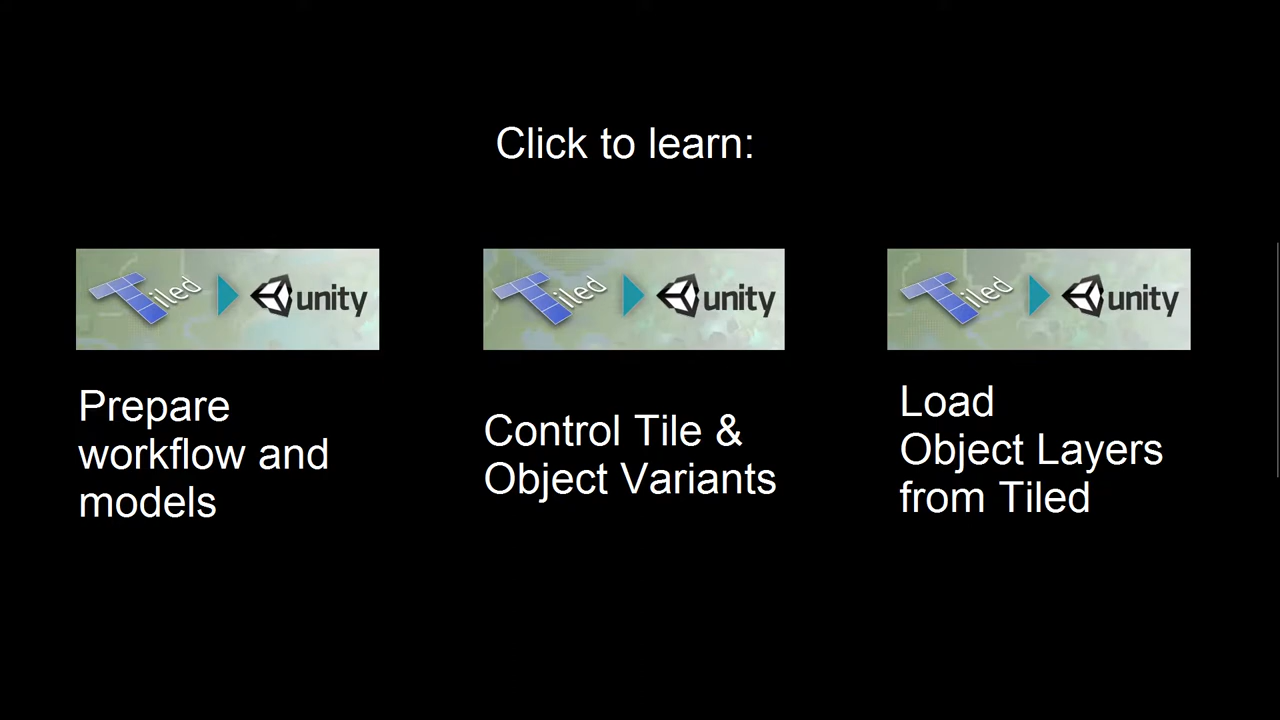 Click to learn:
Tiled unity
Tiled unity
Tiled unity
Prepare
workflow and
models
Control Tile &
Object Variants
Load
Object Layers
from Tiled